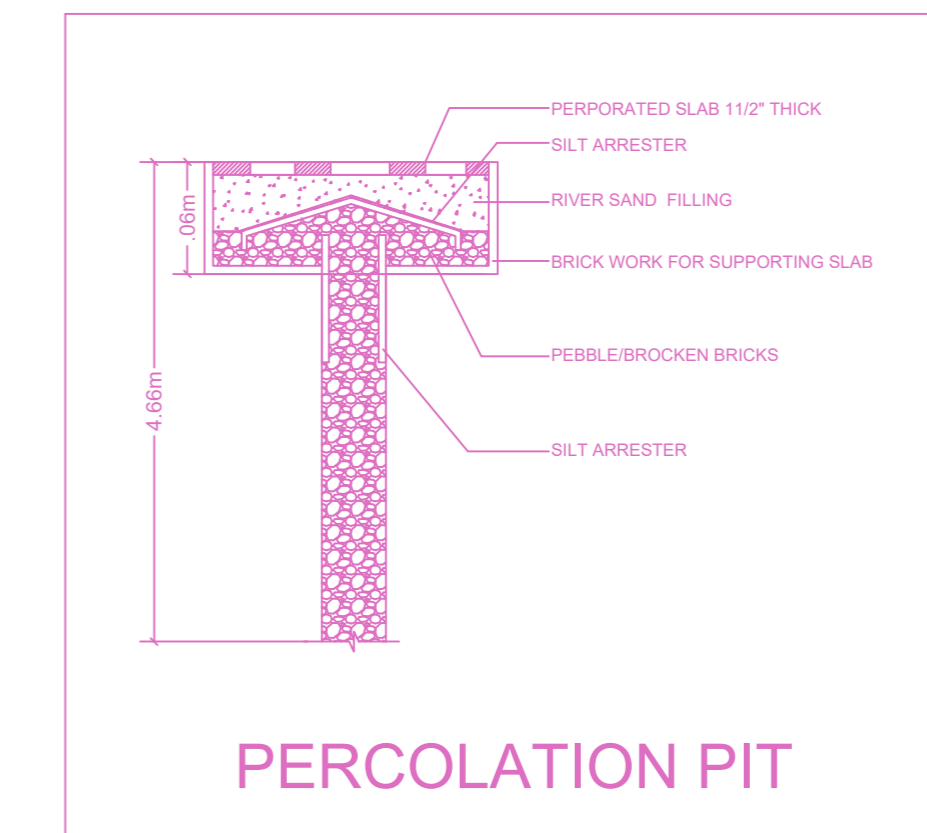 PERPORATED SLAB 11/2" THICK
SILT ARRESTER
RIVER SAND FILLING
BRICK WORK FOR SUPPORTING SLAB
PEBBLE/BROCKEN BRICKS
SILT ARRESTER
.06m
4.66m
PERCOLATION PIT